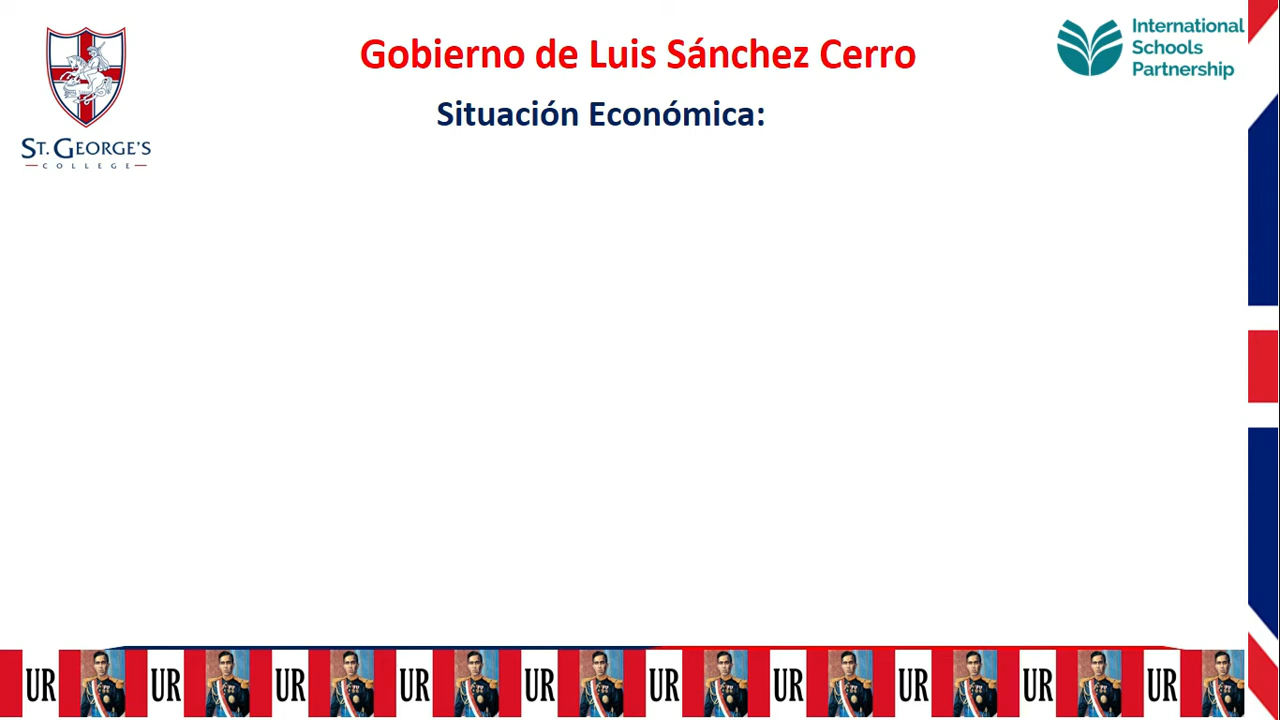 ST. GEORGE'S
COLLEGE
Gobierno de Luis Sánchez Cerro
Situación Económica:
International
Schools
Partnership
UR UR UR UR UR UR UR UR UR UR